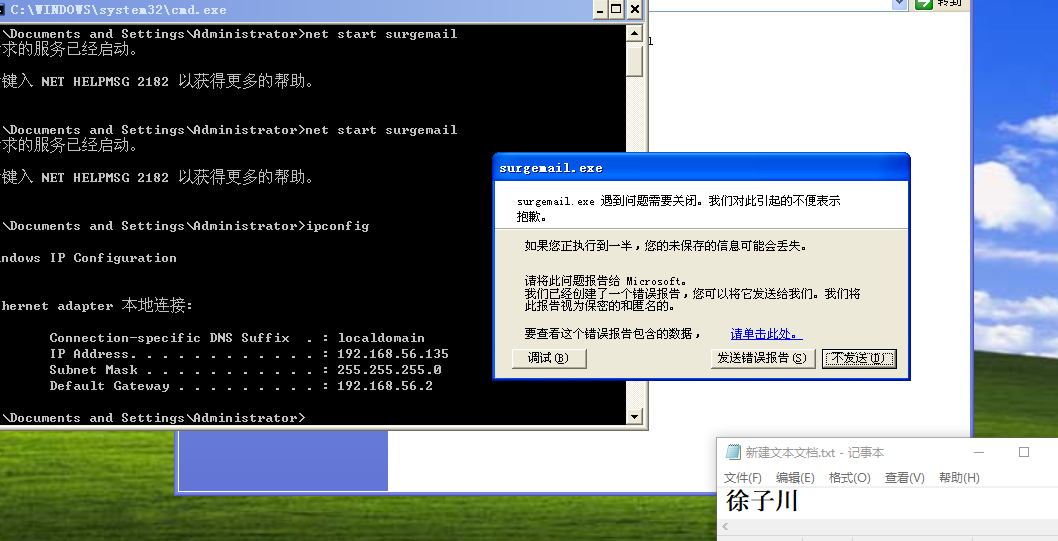 C:\WINDOWS\system32\cmd.exe
转到
\Documents and Settings\Administrator>net start surgemail
求的服务已经启动。
键入 NET HELPMSG 2182 以获得更多的帮助。
\Documents and Settings\Administrator>net start surgemail
求的服务已经启动。
键入 NET HELPMSG 2182 以获得更多的帮助。
\Documents and Settings\Administrator>ipconfig
ndows IP Configuration
hernet adapter 本地连接:
Connection-specific DNS Suffix . : localdomain
IP Address. . . . . . . . . . . . : 192.168.56.135
Subnet Mask . . . . . . . . . . . : 255.255.255.0
Default Gateway . . . . . . . . . : 192.168.56.2
\Documents and Settings\Administrator>
surgemail.exe
surgemail.exe 遇到问题需要关闭。我们对此引起的不便表示
抱歉。
如果您正执行到一半，您的未保存的信息可能会丢失。
请将此问题报告给 Microsoft。
我们已经创建了一个错误报告，您可以将它发送给我们。我们将
此报告视为保密的和匿名的。
要查看这个错误报告包含的数据， 请单击此处。
调试(B) 发送错误报告(S) 不发送(D)
新建文本文档.txt - 记事本
文件(F) 编辑(E) 格式(O) 查看(V) 帮助(H)
徐子川